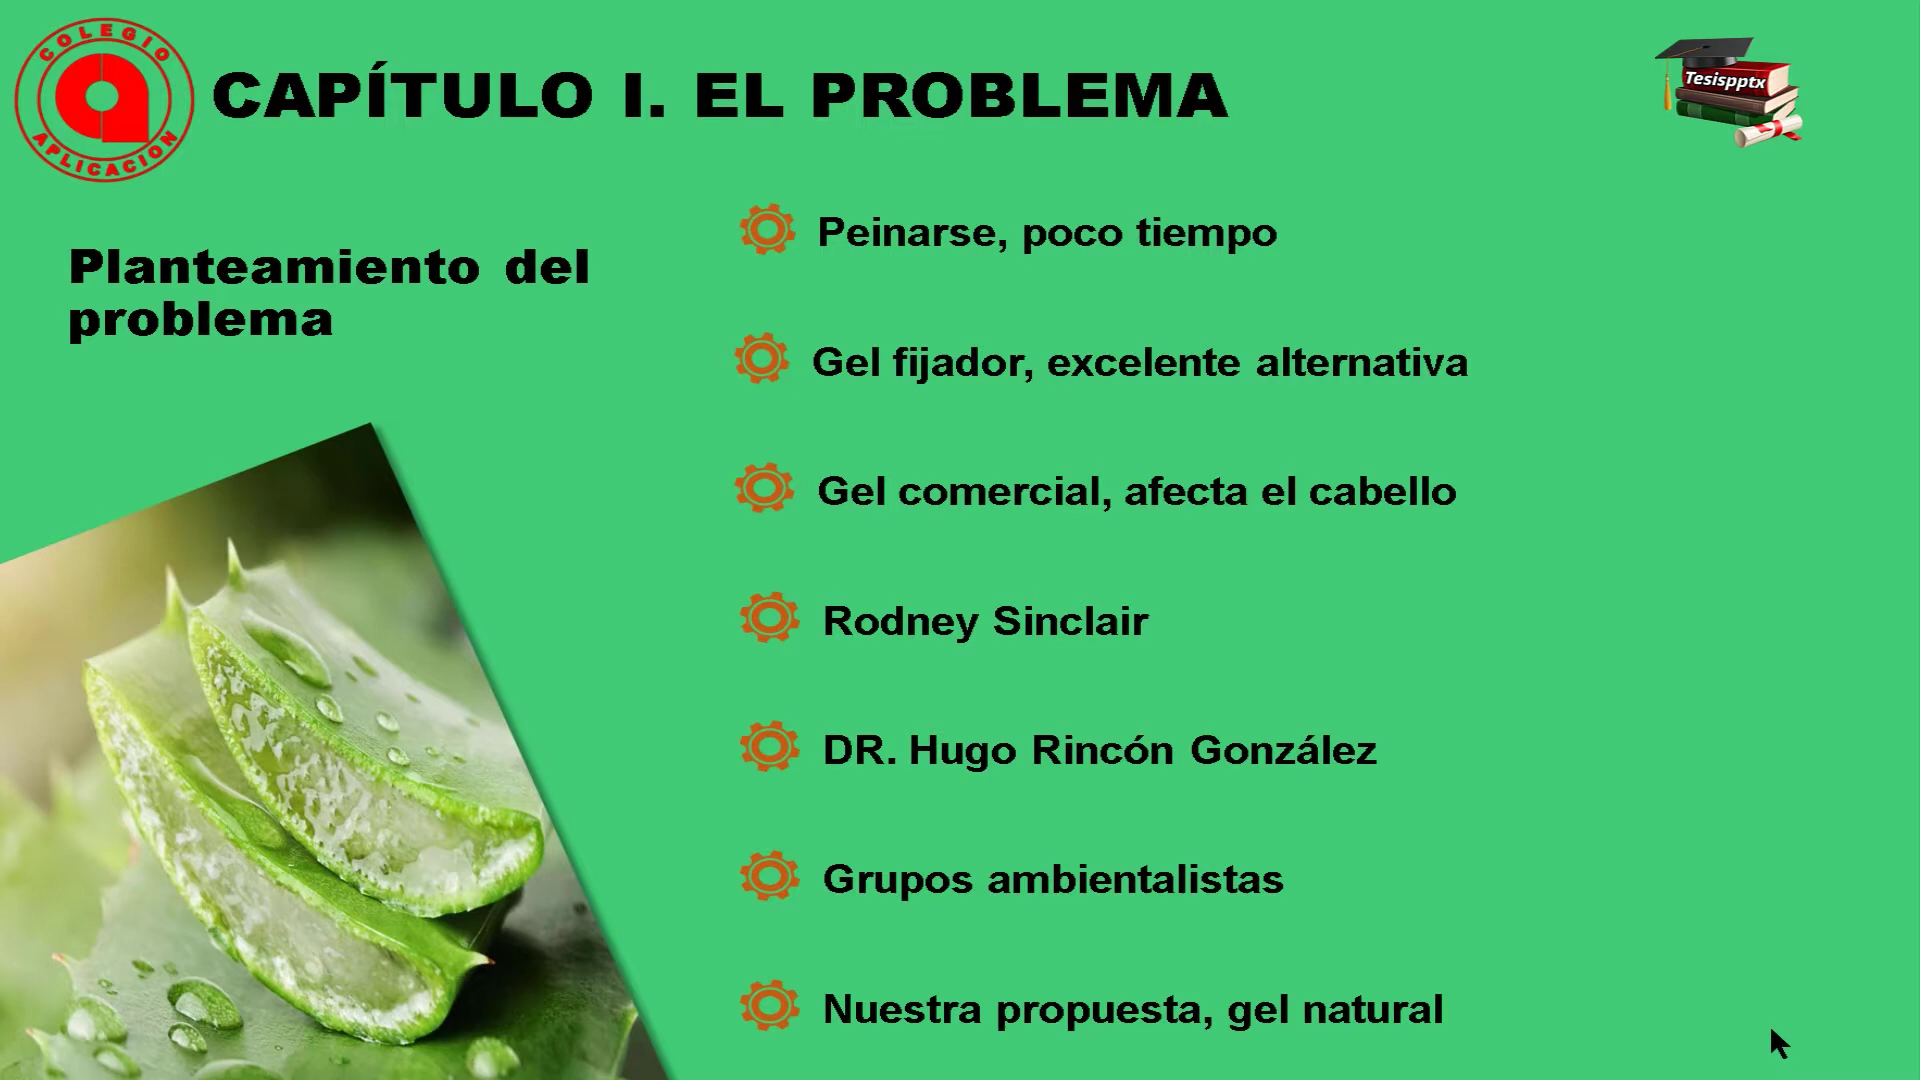 COLEGIO
APLICACION
CAPÍTULO I. EL PROBLEMA
Tesispptx
Planteamiento del
problema
Peinarse, poco tiempo
Gel fijador, excelente alternativa
Gel comercial, afecta el cabello
Rodney Sinclair
DR. Hugo Rincón González
Grupos ambientalistas
Nuestra propuesta, gel natural